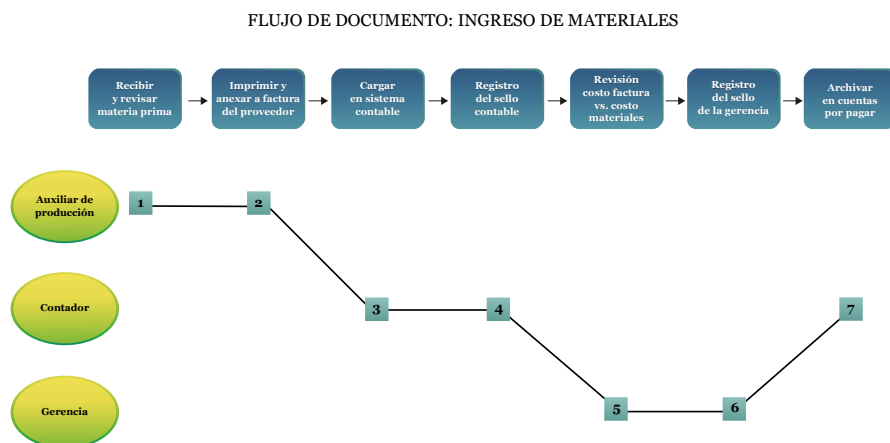 FLUJO DE DOCUMENTO: INGRESO DE MATERIALES
Recibir
y revisar
materia prima
Imprimir y
anexar a factura
del proveedor
Cargar
en sistema
contable
Registro
del sello
contable
Revisión
costo factura
vs. costo
materiales
Registro
del sello
de la gerencia
Archivar
en cuentas
por pagar
Auxiliar de
producción
1
2
Contador
3
4
7
Gerencia
5
6